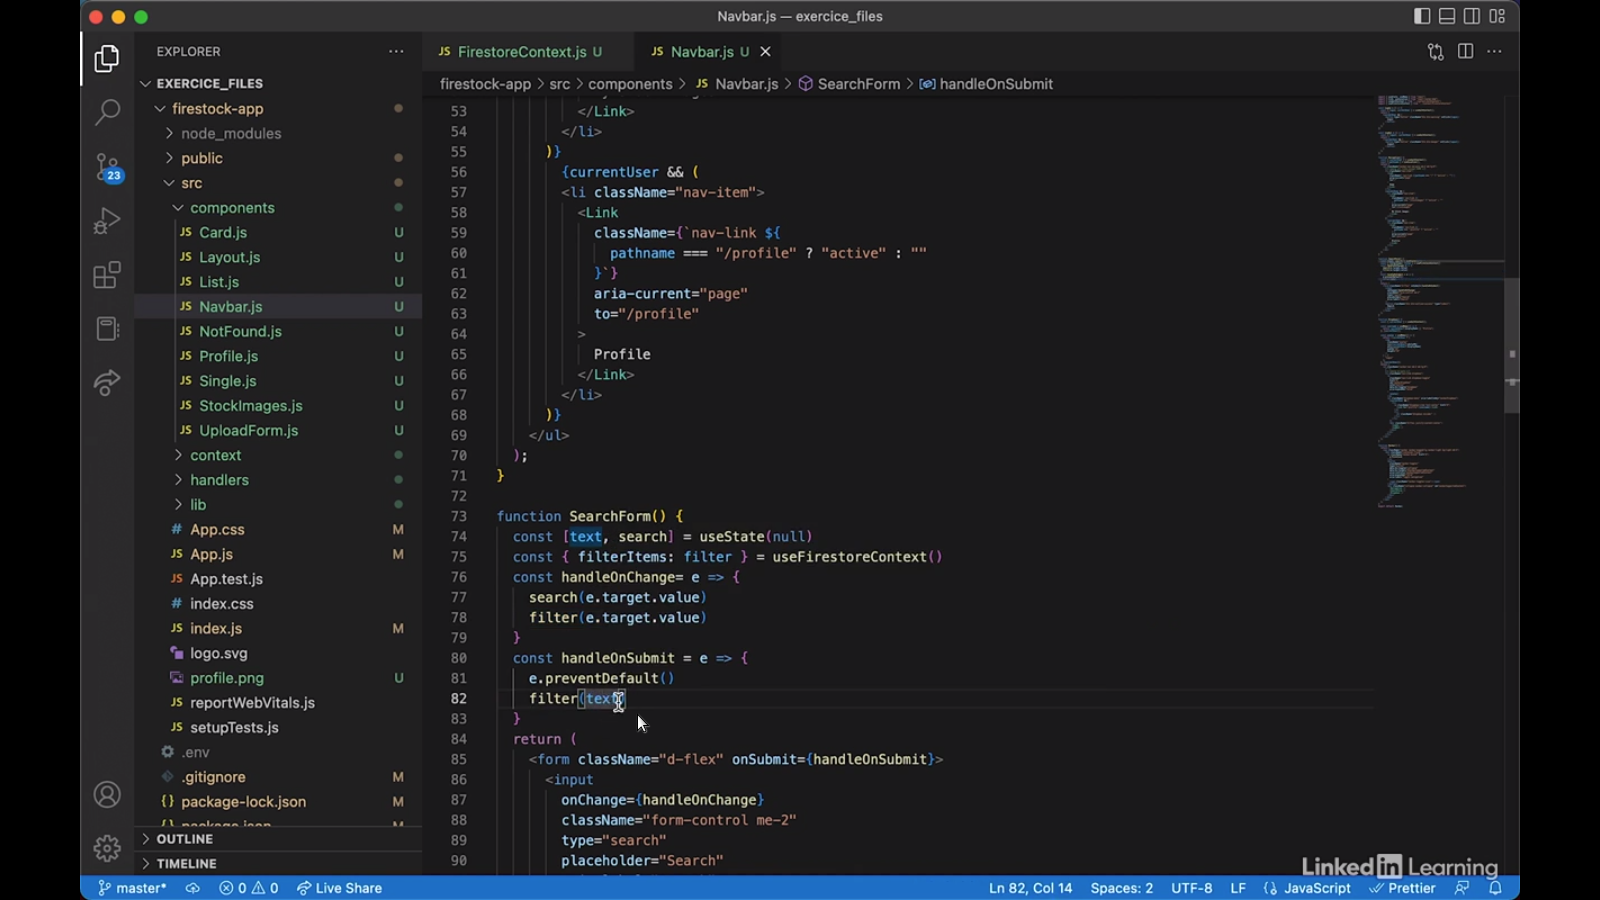 Navbar.js — exercice_files
EXPLORER
JS FirestoreContext.js U
JS Navbar.js U
firestock-app > src > components > JS Navbar.js > SearchForm > handleOnSubmit
EXERCICE_FILES
firestock-app
node_modules
public
src
components
JS Card.js U
JS Layout.js U
JS List.js U
JS Navbar.js U
JS NotFound.js U
JS Profile.js U
JS Single.js U
JS StockImages.js U
JS UploadForm.js U
context
handlers
lib
# App.css M
JS App.js M
JS App.test.js
# index.css
JS index.js M
logo.svg
profile.png U
JS reportWebVitals.js
JS setupTests.js
.env
.gitignore M
{} package-lock.json M
{} package.json M
OUTLINE
TIMELINE
23
53 </Link>
54 </li>
55 )}
56 {currentUser && (
57 <li className="nav-item">
58 <Link
59 className={`nav-link ${
60 pathname === "/profile" ? "active" : ""
61 }`}
62 aria-current="page"
63 to="/profile"
64 >
65 Profile
66 </Link>
67 </li>
68 )}
69 </ul>
70 );
71 }
72
73 function SearchForm() {
74 const [text, search] = useState(null)
75 const { filterItems: filter } = useFirestoreContext()
76 const handleOnChange= e => {
77 search(e.target.value)
78 filter(e.target.value)
79 }
80 const handleOnSubmit = e => {
81 e.preventDefault()
82 filter(text)
83 }
84 return (
85 <form className="d-flex" onSubmit={handleOnSubmit}>
86 <input
87 onChange={handleOnChange}
88 className="form-control me-2"
89 type="search"
90 placeholder="Search"
LinkedIn Learning
master* 0 0 Live Share Ln 82, Col 14 Spaces: 2 UTF-8 LF {} JavaScript Prettier